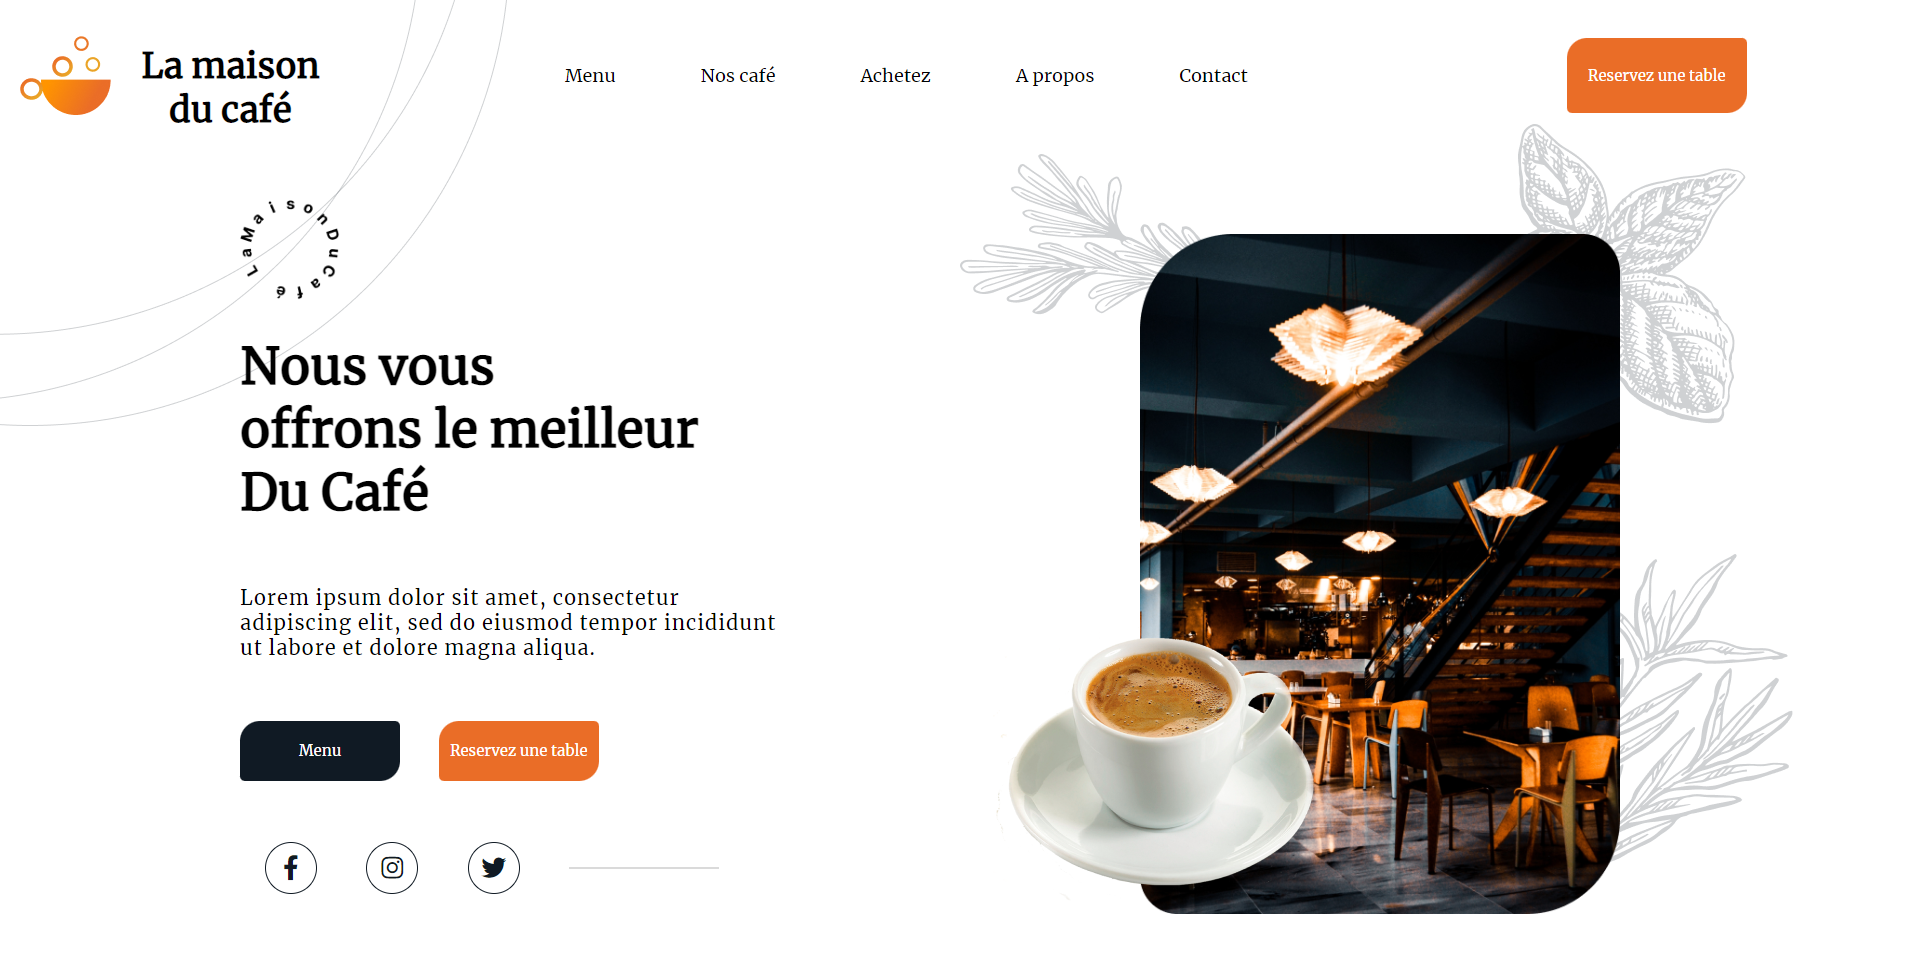 La maison
du café
Menu
Nos café
Achetez
A propos
Contact
Reservez une table
LaMaisonDuCafé
Nous vous
offrons le meilleur
Du Café
Lorem ipsum dolor sit amet, consectetur
adipiscing elit, sed do eiusmod tempor incididunt
ut labore et dolore magna aliqua.
Menu
Reservez une table